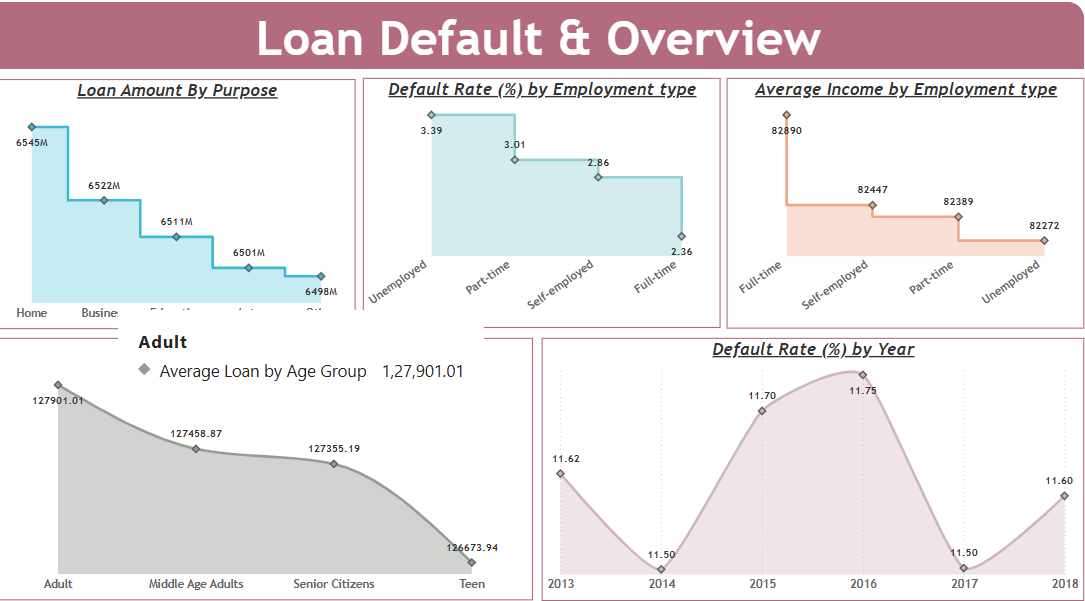 Loan Default & Overview
Loan Amount By Purpose
6545M
6522M
6511M
6501M
6498M
Home
Default Rate (%) by Employment type
3.39
3.01
2.86
2.36
Unemployed
Part-time
Self-employed
Full-time
Average Income by Employment type
82890
82447
82389
82272
Full-time
Self-employed
Part-time
Unemployed
Adult
Average Loan by Age Group 1,27,901.01
127901.01
127458.87
127355.19
126673.94
Adult
Middle Age Adults
Senior Citizens
Teen
Default Rate (%) by Year
11.62
11.50
11.70
11.75
11.50
11.60
2013
2014
2015
2016
2017
2018